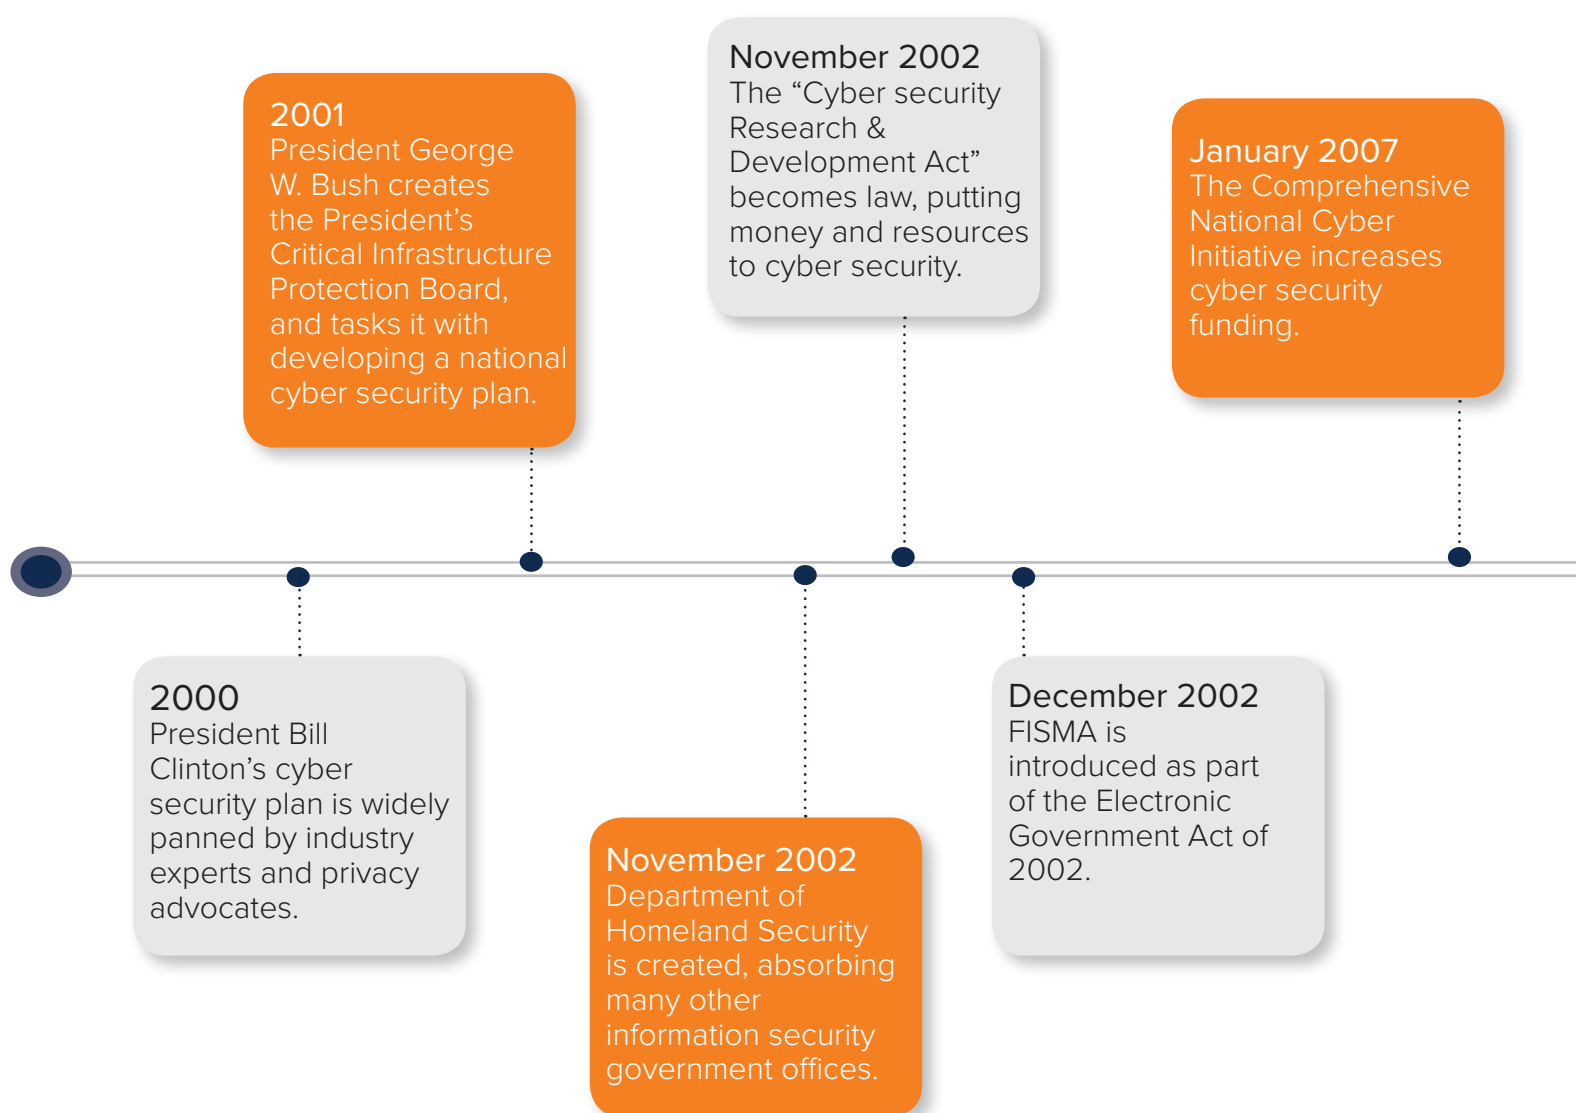 2000
President Bill
Clinton’s cyber
security plan is widely
panned by industry
experts and privacy
advocates.
2001
President George
W. Bush creates
the President’s
Critical Infrastructure
Protection Board,
and tasks it with
developing a national
cyber security plan.
November 2002
Department of
Homeland Security
is created, absorbing
many other
information security
government offices.
November 2002
The “Cyber security
Research &
Development Act”
becomes law, putting
money and resources
to cyber security.
December 2002
FISMA is
introduced as part
of the Electronic
Government Act of
2002.
January 2007
The Comprehensive
National Cyber
Initiative increases
cyber security
funding.